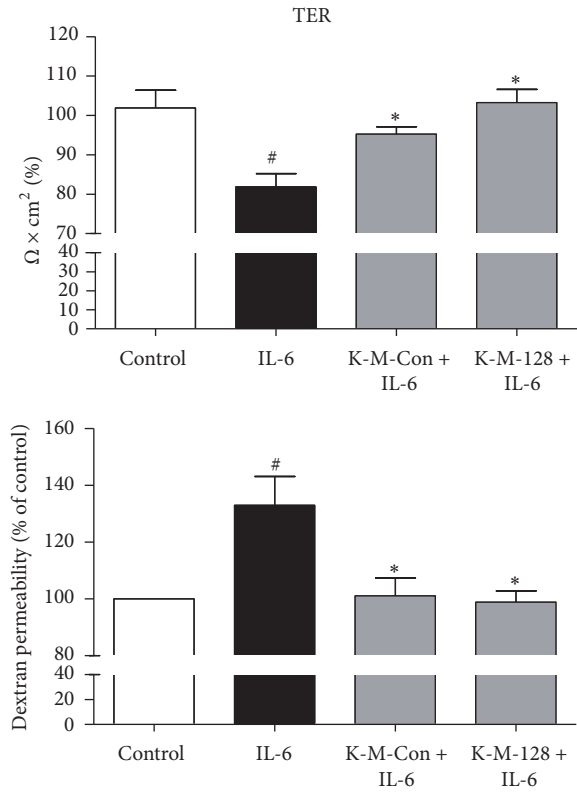 TER
Ω × cm² (%)
120
110
100
90
80
70
40
30
20
10
0
#
*
*
Control
IL-6
K-M-Con +
IL-6
K-M-128 +
IL-6
Dextran permeability (% of control)
160
140
120
100
80
40
20
0
#
*
*
Control
IL-6
K-M-Con +
IL-6
K-M-128 +
IL-6